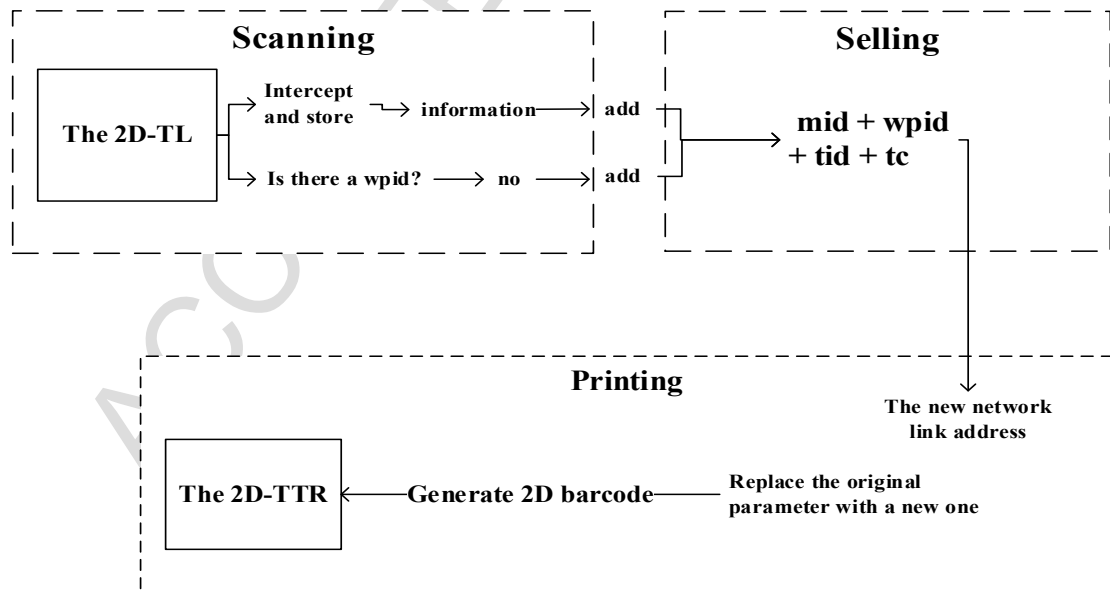 Scanning
Selling
The 2D-TL
Intercept
and store
information
add
Is there a wpid?
no
add
mid + wpid
+ tid + tc
Printing
The new network
link address
The 2D-TTR
Generate 2D barcode
Replace the original
parameter with a new one
ACC